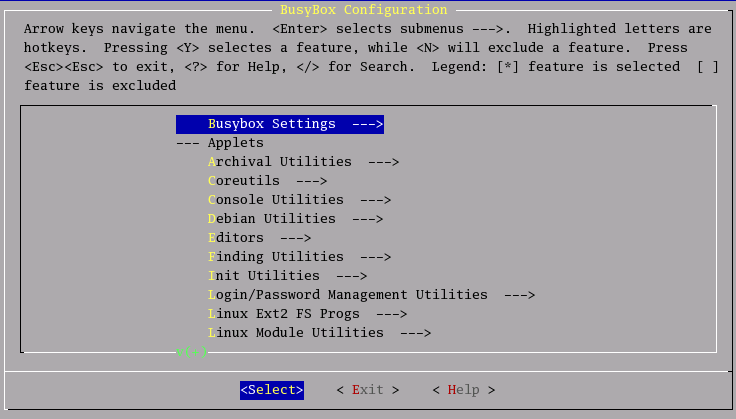 BusyBox Configuration
Arrow keys navigate the menu.  <Enter> selects submenus --->.  Highlighted letters are
hotkeys.  Pressing <Y> selectes a feature, while <N> will exclude a feature.  Press
<Esc><Esc> to exit, <?> for Help, </> for Search.  Legend: [*] feature is selected  [ ]
feature is excluded
Busybox Settings  --->
--- Applets
Archival Utilities  --->
Coreutils  --->
Console Utilities  --->
Debian Utilities  --->
Editors  --->
Finding Utilities  --->
Init Utilities  --->
Login/Password Management Utilities  --->
Linux Ext2 FS Progs  --->
Linux Module Utilities  --->
v(+)
<Select>    < Exit >    < Help >